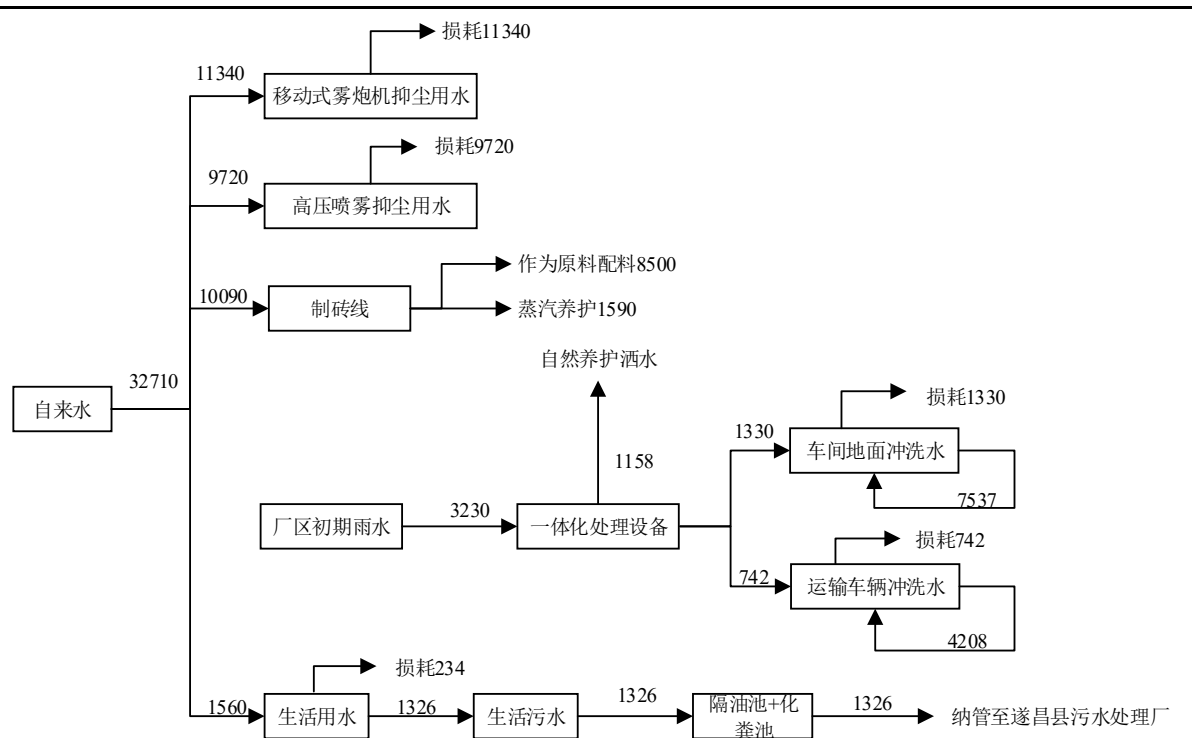 损耗11340
11340
移动式雾炮机抑尘用水
损耗9720
9720
高压喷雾抑尘用水
作为原料配料8500
10090
制砖线
蒸汽养护1590
自然养护洒水
32710
自来水
损耗1330
1330
车间地面冲洗水
1158
7537
厂区初期雨水
3230
一体化处理设备
损耗742
742
运输车辆冲洗水
4208
损耗234
1560
生活用水
1326
生活污水
1326
隔油池+化
粪池
1326
纳管至遂昌县污水处理厂